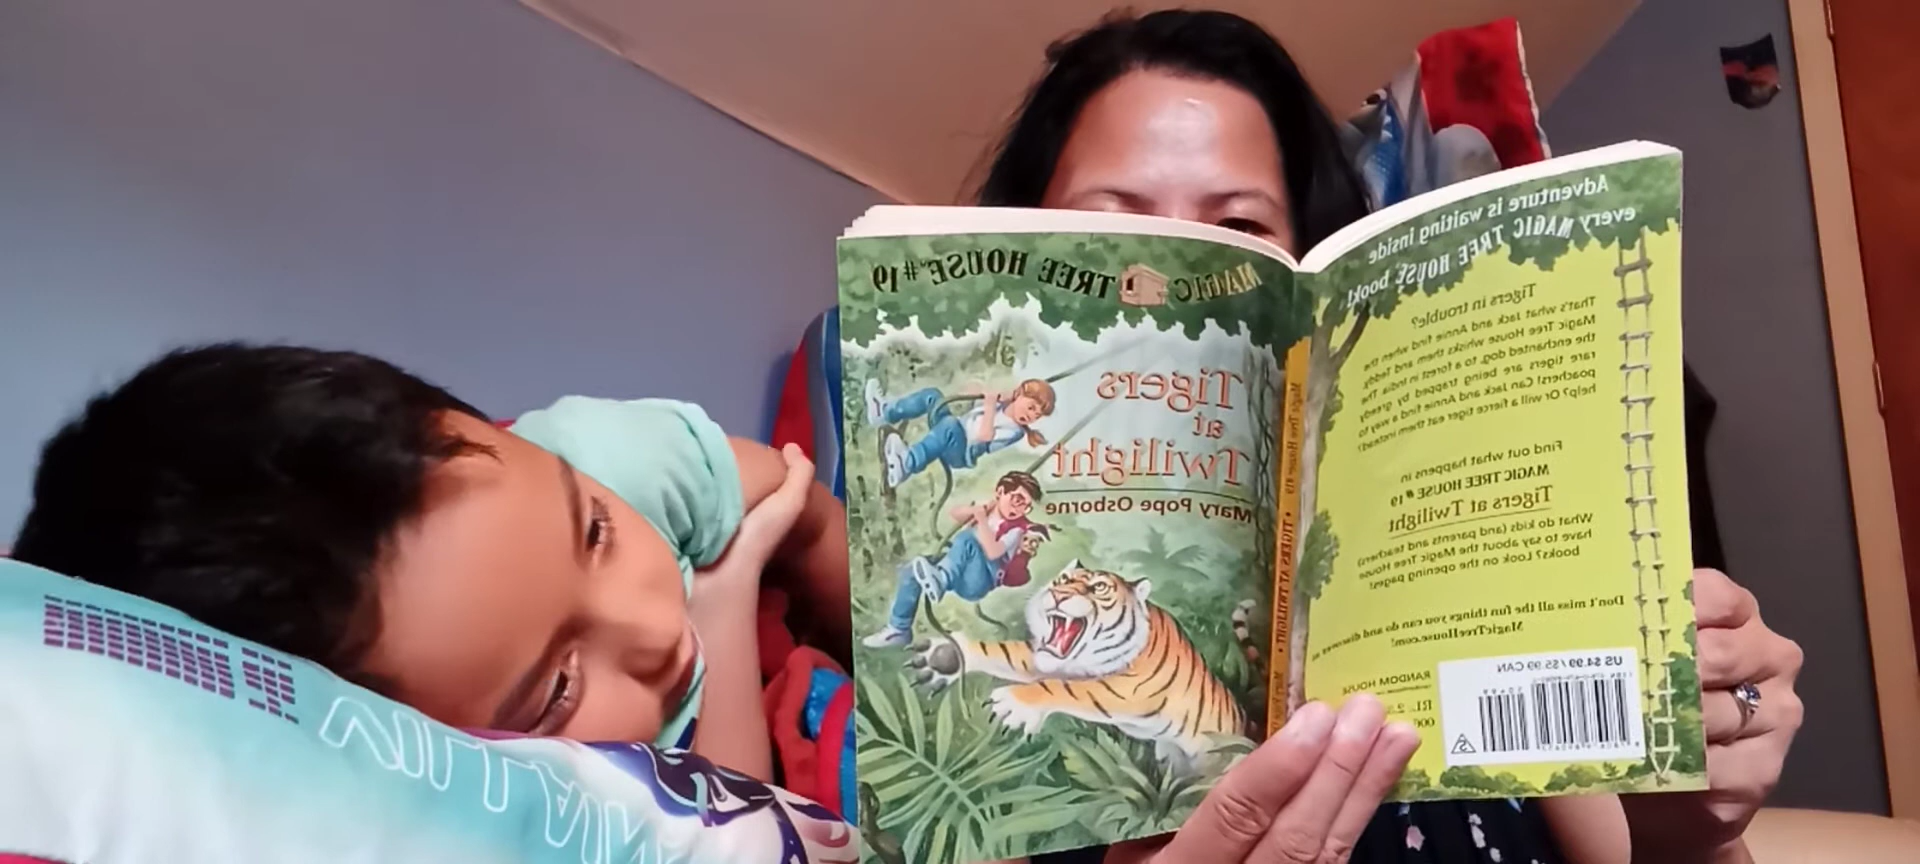 MAGIC TREE HOUSE #19
Tigers
at
Twilight
Mary Pope Osborne
Magic Tree House #19 • TIGERS AT TWILIGHT •
Adventure is waiting inside
every MAGIC TREE HOUSE book!
Tigers in trouble?
That's what Jack and Annie find when the
Magic Tree House whisks them and Teddy,
the enchanted dog, to a forest in India. The
rare tigers are being trapped by greedy
poachers! Can Jack and Annie find a way to
help? Or will a fierce tiger eat them instead?
Find out what happens in
MAGIC TREE HOUSE #19
Tigers at Twilight
What do kids (and parents and teachers)
have to say about the Magic Tree House
books? Look on the opening pages!
Don't miss all the fun things you can do and discover at
MagicTreeHouse.com!
US $4.99 / $5.99 CAN
RANDOM HOUSE
RL: